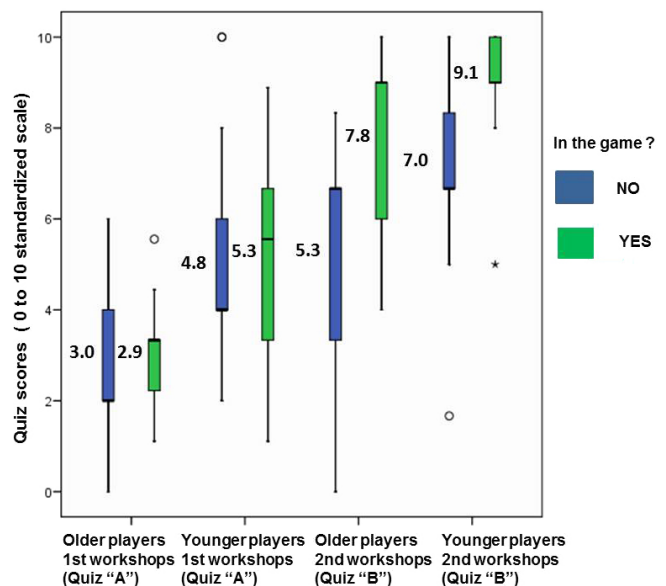 Quiz scores ( 0 to 10 standardized scale)
10
8
6
4
2
0
3.0
2.9
4.8
5.3
5.3
7.8
7.0
9.1
In the game ?
NO
YES
Older players
1st workshops
(Quiz “A”)
Younger players
1st workshops
(Quiz “A”)
Older players
2nd workshops
(Quiz “B”)
Younger players
2nd workshops
(Quiz “B”)